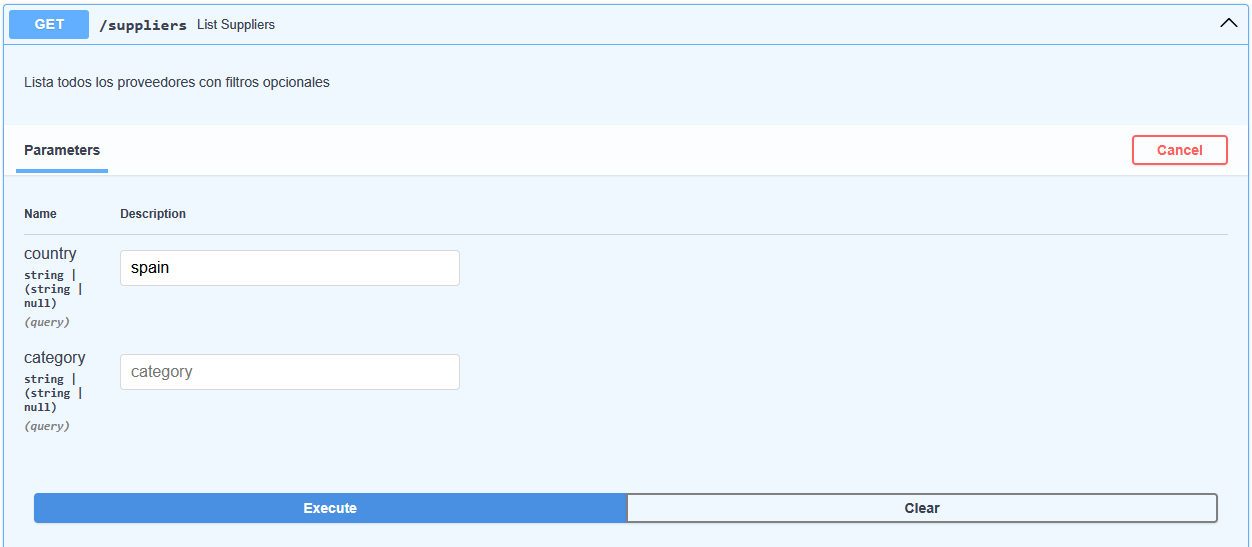 GET /suppliers List Suppliers
Lista todos los proveedores con filtros opcionales
Parameters
Cancel
Name Description
country
string |
(string |
null)
(query)
spain
category
string |
(string |
null)
(query)
category
Execute Clear